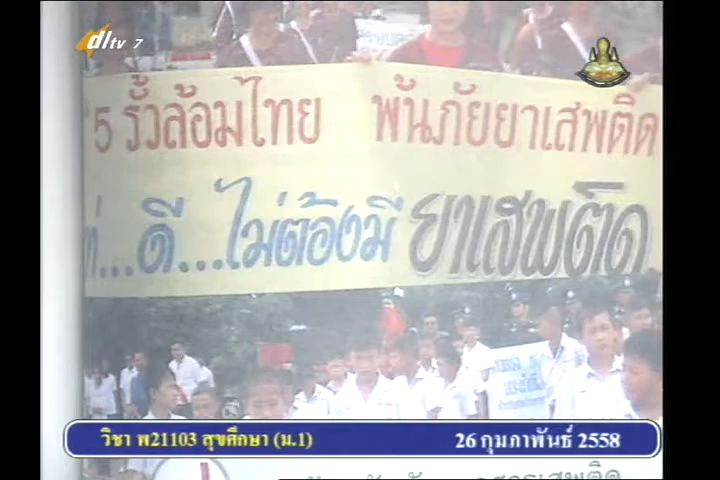 dltv 7
5 รั้วล้อมไทย พ้นภัยยาเสพติด
ดี...ไม่ต้องมี ยาเสพติด
วิชา พ21103 สุขศึกษา (ม.1)
26 กุมภาพันธ์ 2558